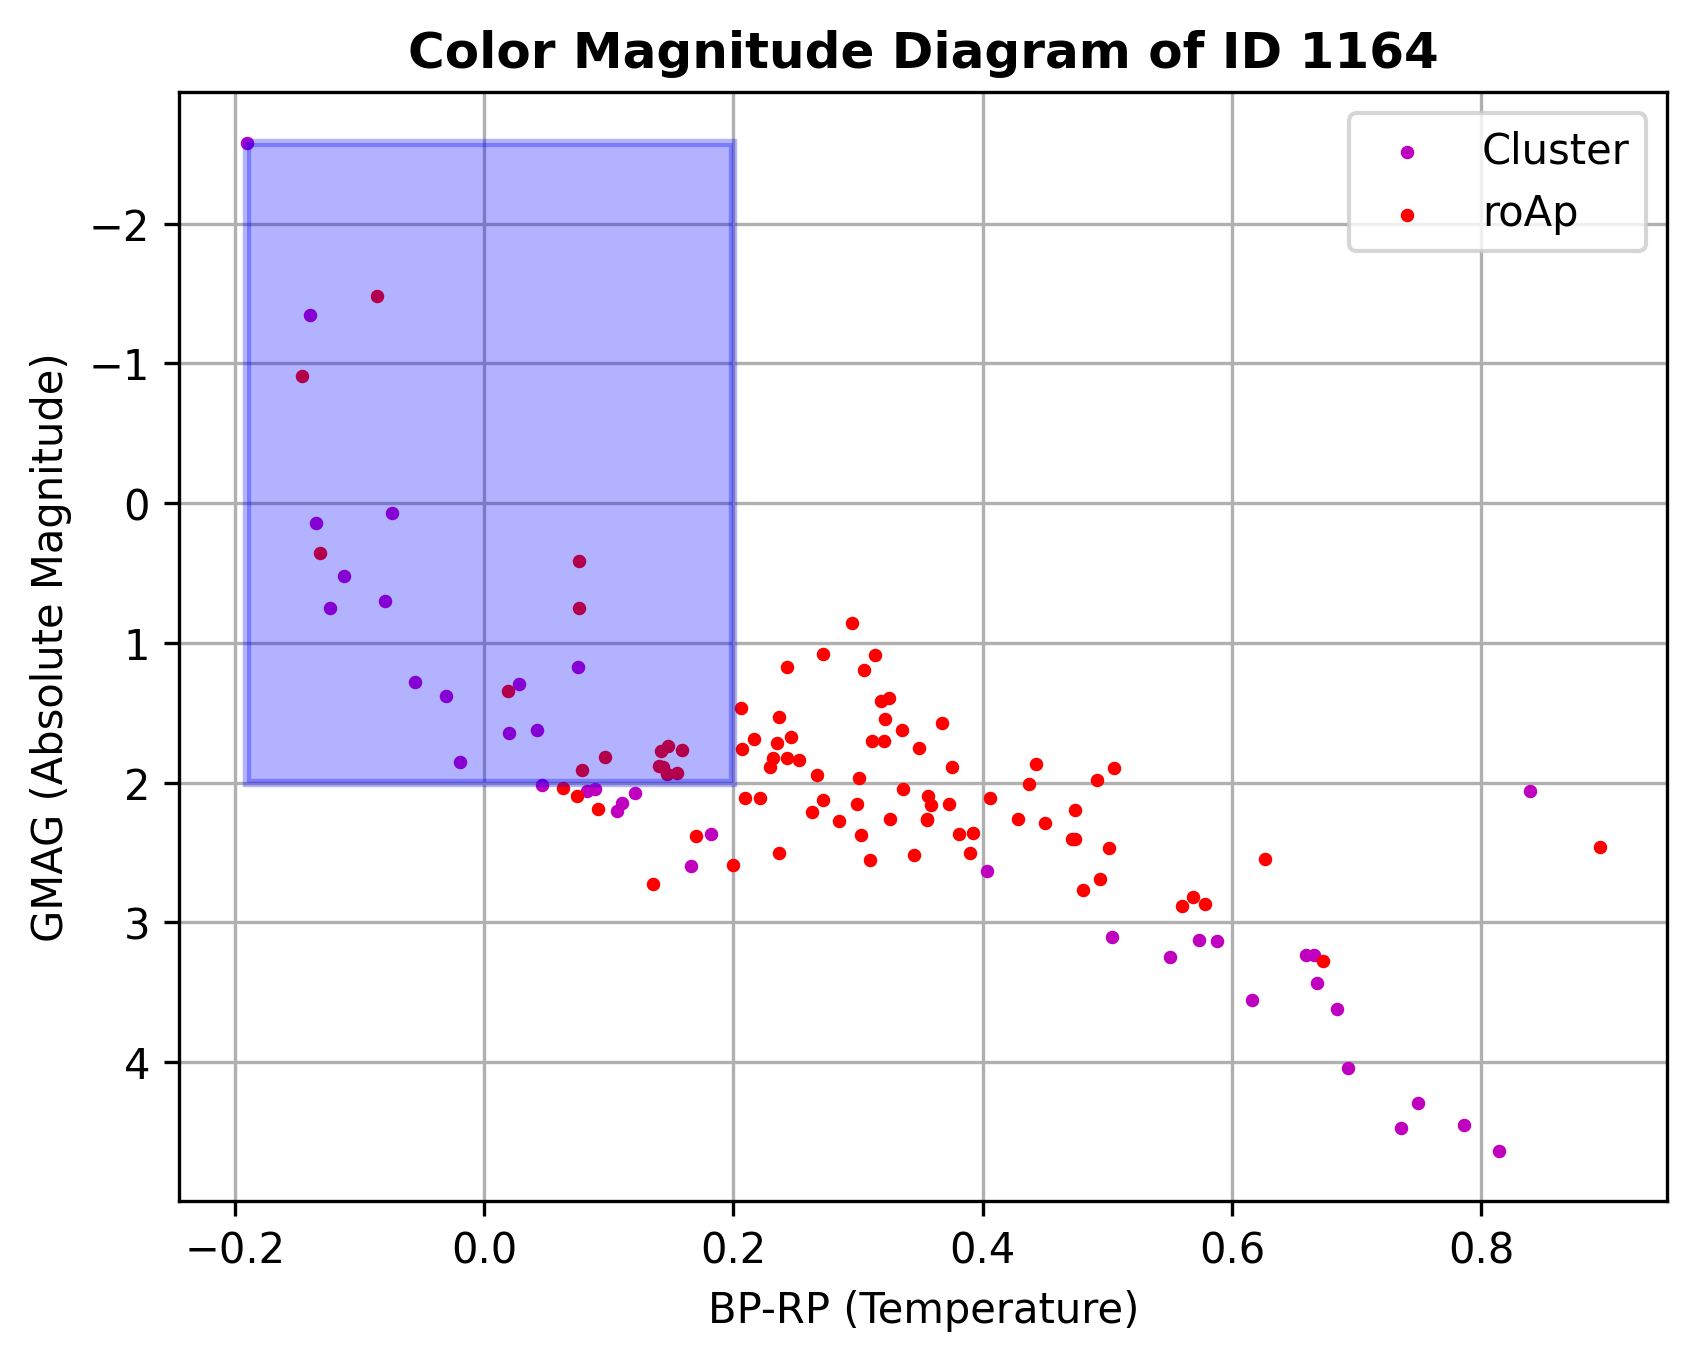 Color Magnitude Diagram of ID 1164
Cluster
roAp
GMAG (Absolute Magnitude)
−2
−1
0
1
2
3
4
−0.2 0.0 0.2 0.4 0.6 0.8
BP-RP (Temperature)